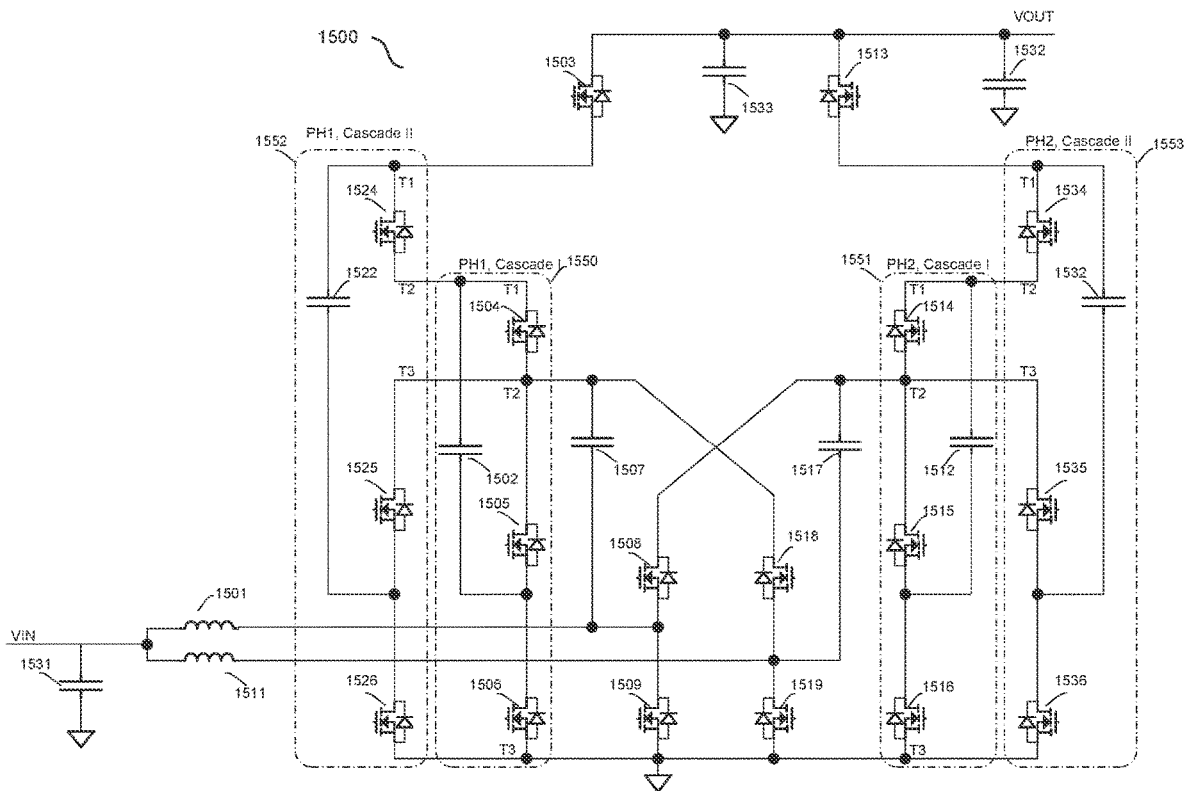 1500
VOUT
1503
1533
1513
1532
PH1, Cascade II
1552
PH2, Cascade II
1553
T1
T1
1524
1534
PH1, Cascade I
1550
1551
PH2, Cascade I
1522
T2
T1
T1
T2
1532
1504
1514
T3
T2
T2
T3
1502
1507
1517
1512
1525
1505
1515
1535
1508
1518
1501
VIN
1531
1511
1526
1506
1509
1519
1516
1536
T3
T3